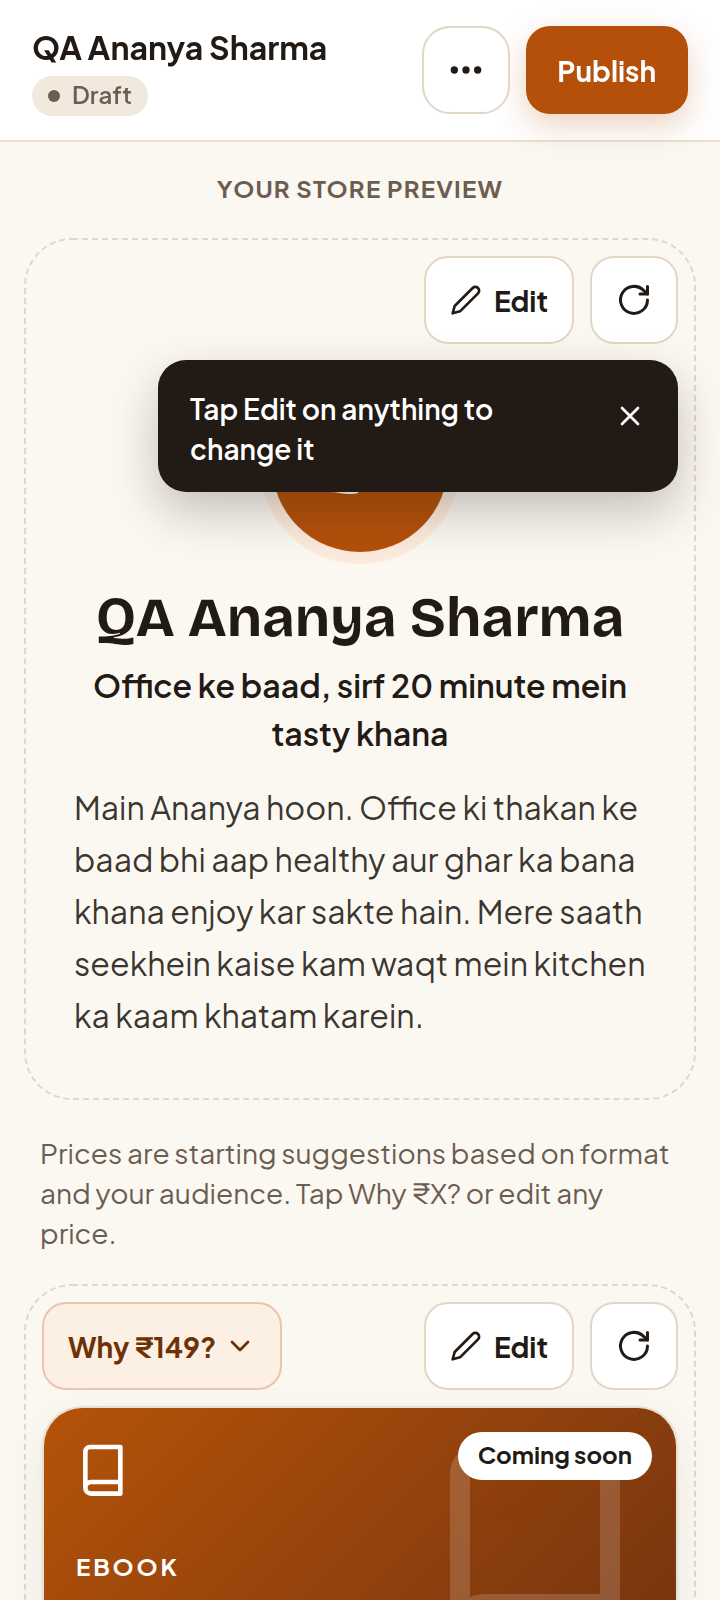 QA Ananya Sharma
Draft
Publish
YOUR STORE PREVIEW
Edit
Tap Edit on anything to
change it
QA Ananya Sharma
Office ke baad, sirf 20 minute mein
tasty khana
Main Ananya hoon. Office ki thakan ke
baad bhi aap healthy aur ghar ka bana
khana enjoy kar sakte hain. Mere saath
seekhein kaise kam waqt mein kitchen
ka kaam khatam karein.
Prices are starting suggestions based on format
and your audience. Tap Why ₹X? or edit any
price.
Why ₹149?
Edit
Coming soon
EBOOK